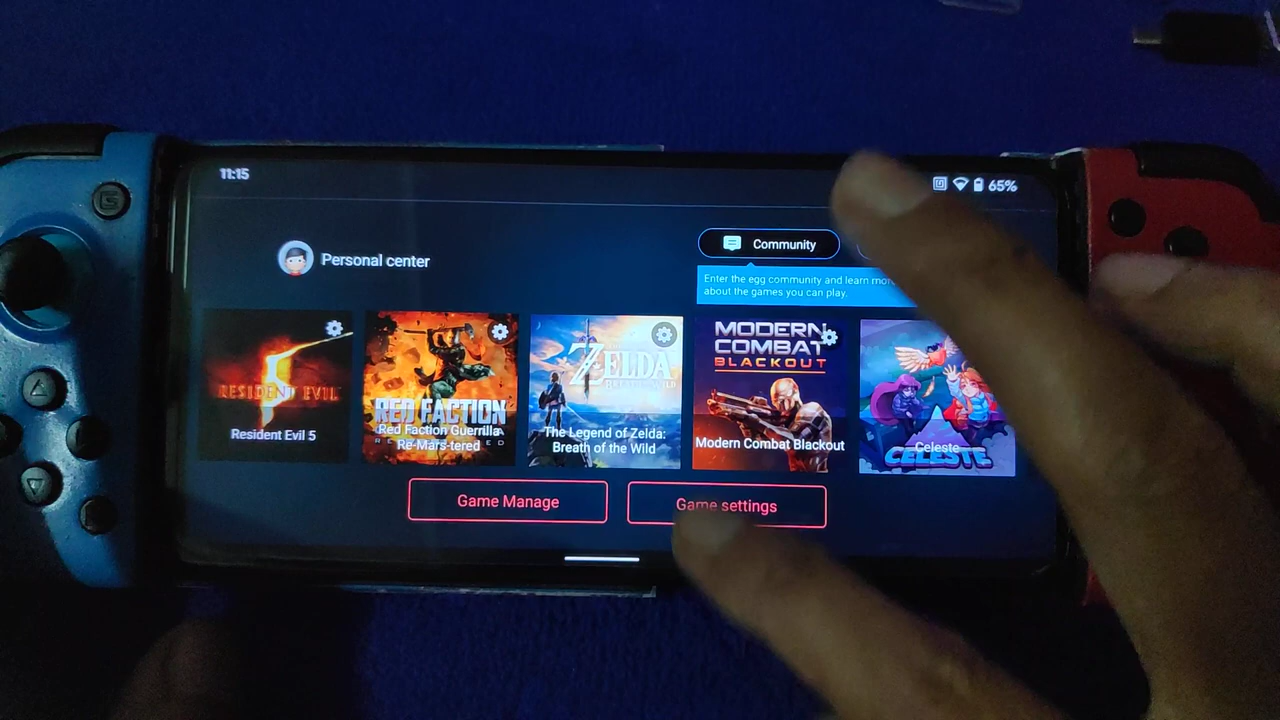 11:15
65%
Personal center
Community
Enter the egg community and learn more
about the games you can play.
RESIDENT EVIL
5
Resident Evil 5
RED FACTION
Red Faction Guerrilla
Re-Mars-tered
ZELDA
The Legend of Zelda:
Breath of the Wild
MODERN
COMBAT
BLACKOUT
Modern Combat Blackout
Celeste
CELESTE
Game Manage
Game settings